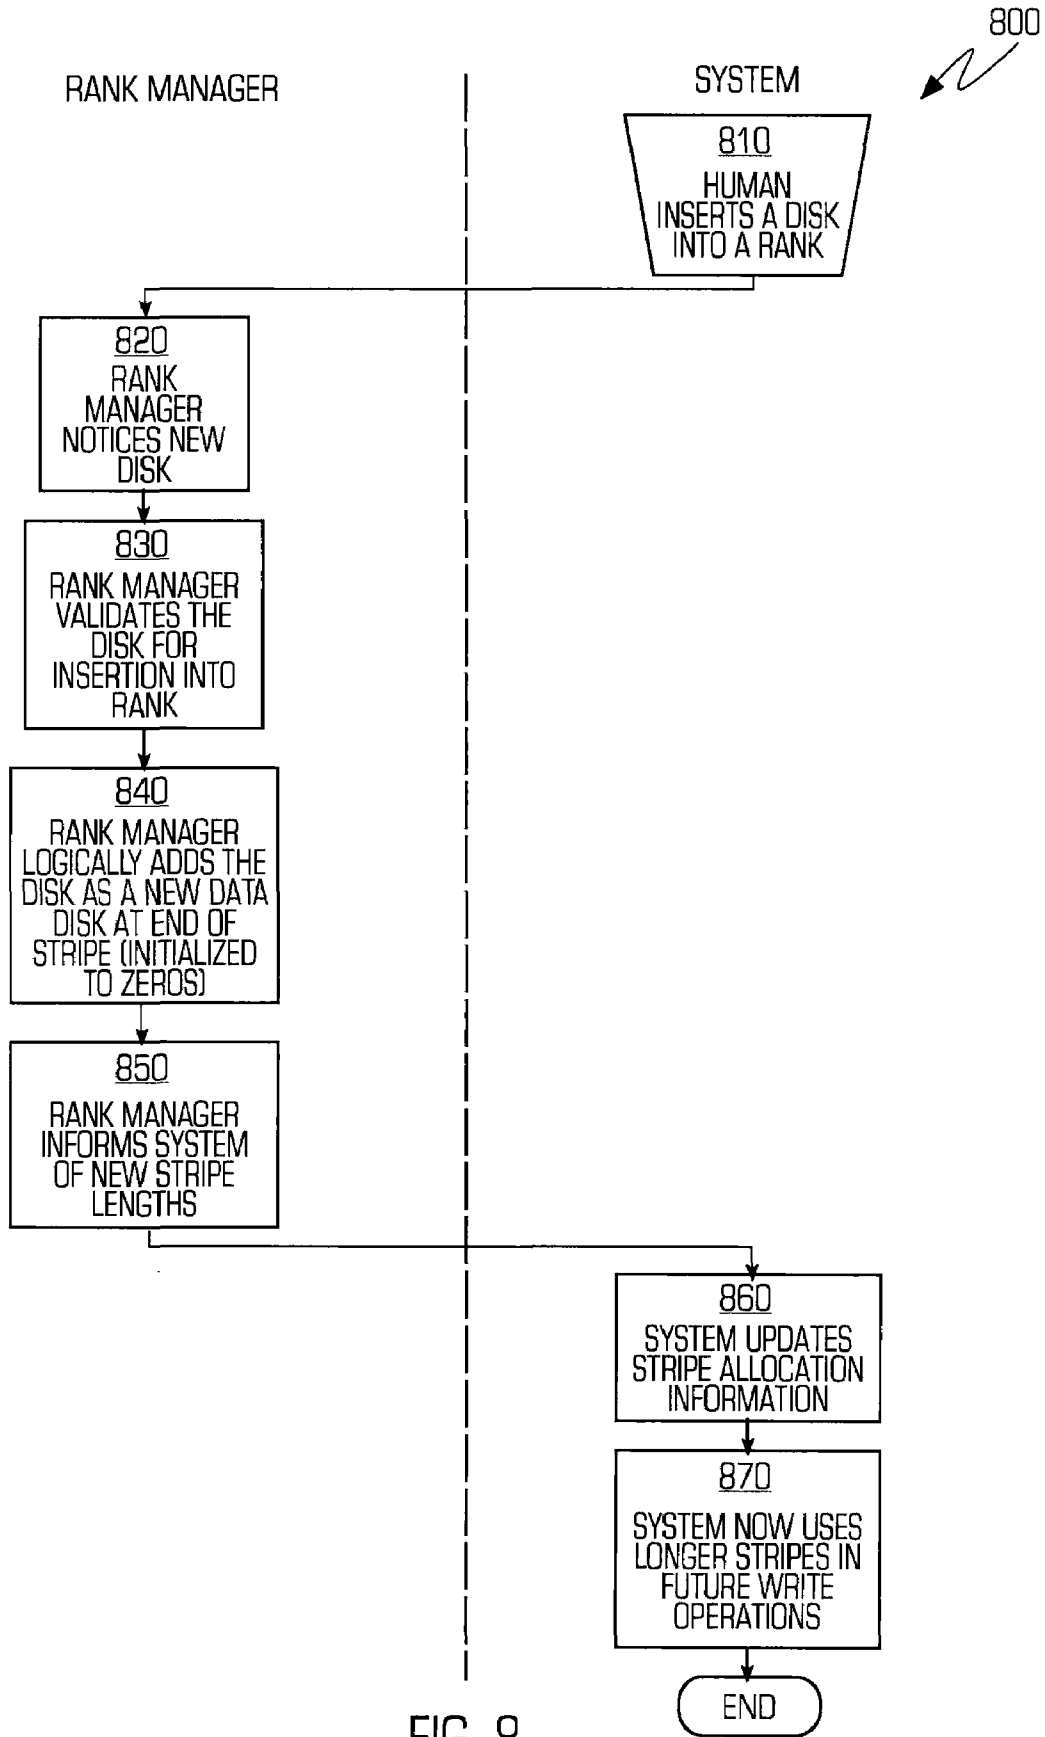 800
RANK MANAGER
SYSTEM
810
HUMAN
INSERTS A DISK
INTO A RANK
820
RANK
MANAGER
NOTICES NEW
DISK
830
RANK MANAGER
VALIDATES THE
DISK FOR
INSERTION INTO
RANK
840
RANK MANAGER
LOGICALLY ADDS THE
DISK AS A NEW DATA
DISK AT END OF
STRIPE (INITIALIZED
TO ZEROS)
850
RANK MANAGER
INFORMS SYSTEM
OF NEW STRIPE
LENGTHS
860
SYSTEM UPDATES
STRIPE ALLOCATION
INFORMATION
870
SYSTEM NOW USES
LONGER STRIPES IN
FUTURE WRITE
OPERATIONS
END
FIG. 8